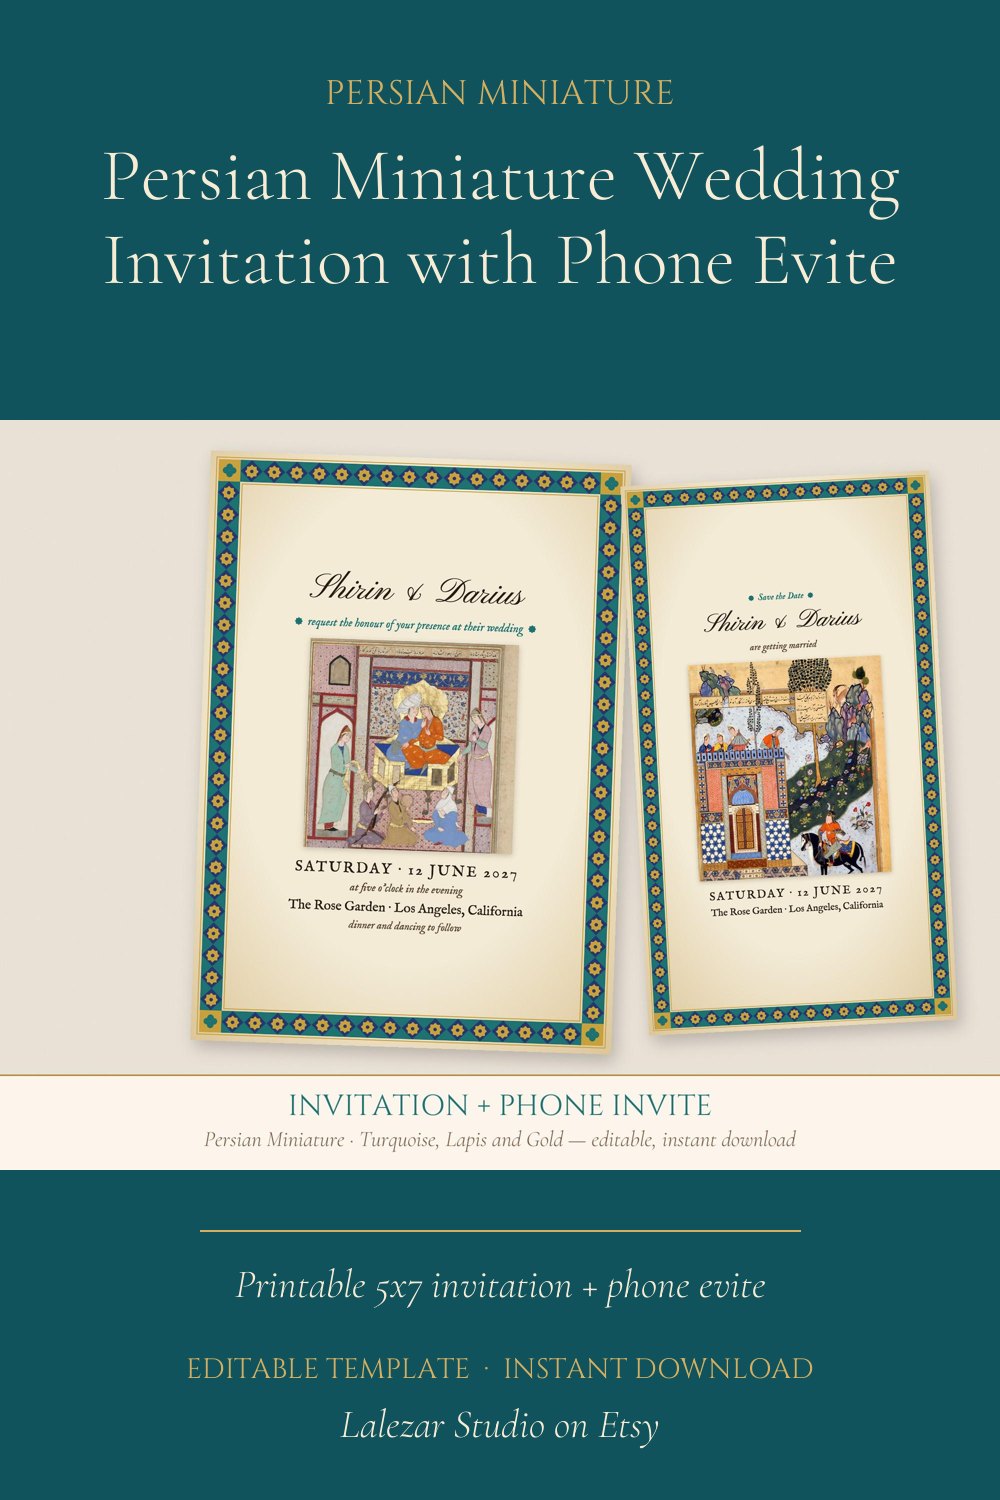 PERSIAN MINIATURE
Persian Miniature Wedding
Invitation with Phone Evite
Shirin & Darius
request the honour of your presence at their wedding
SATURDAY · 12 JUNE 2027
at five o'clock in the evening
The Rose Garden · Los Angeles, California
dinner and dancing to follow
Save the Date
Shirin & Darius
are getting married
SATURDAY · 12 JUNE 2027
The Rose Garden · Los Angeles, California
INVITATION + PHONE INVITE
Persian Miniature · Turquoise, Lapis and Gold — editable, instant download
Printable 5x7 invitation + phone evite
EDITABLE TEMPLATE · INSTANT DOWNLOAD
Lalezar Studio on Etsy